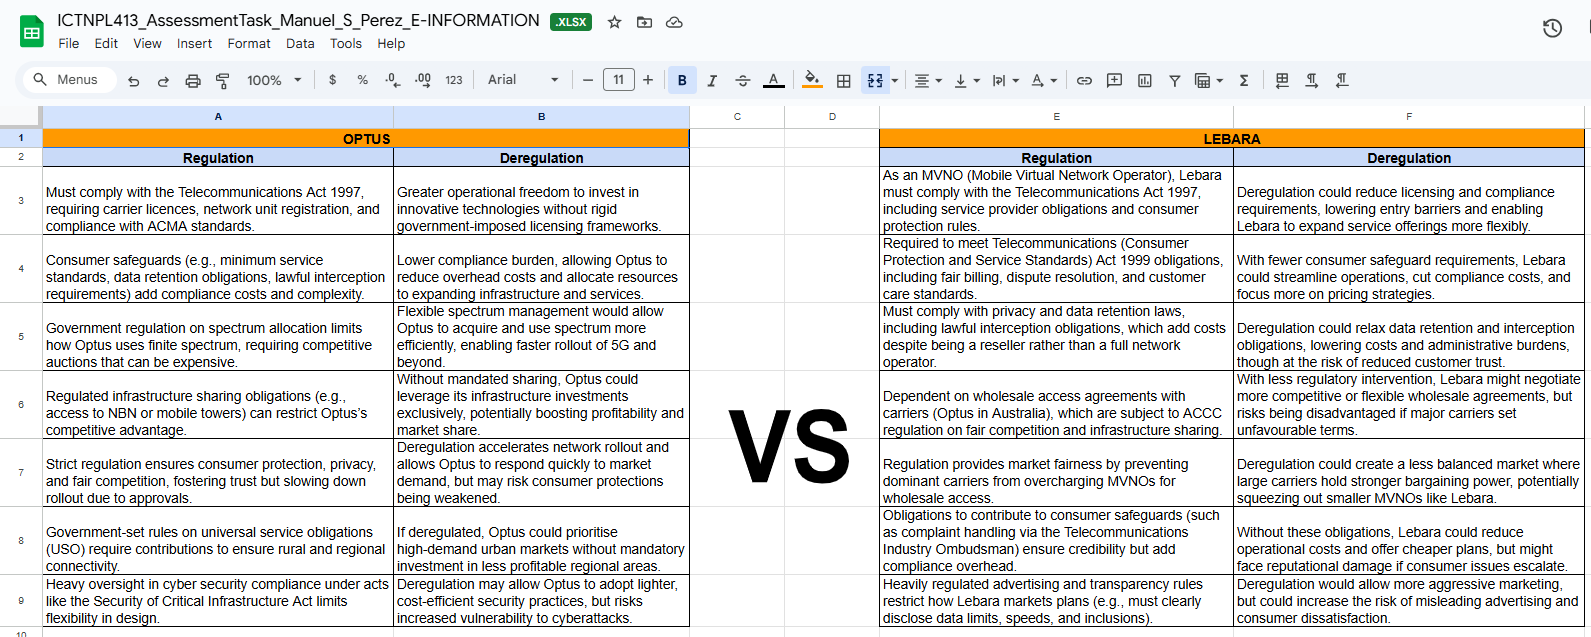 ICTNPL413_AssessmentTask_Manuel_S_Perez_E-INFORMATION .XLSX
File Edit View Insert Format Data Tools Help
Menus 100% $ % .0 .00 123 Arial 11 B I A
A B C D E F
1 OPTUS LEBARA
2 Regulation Deregulation Regulation Deregulation
3
Must comply with the Telecommunications Act 1997,
requiring carrier licences, network unit registration, and
compliance with ACMA standards.
Greater operational freedom to invest in
innovative technologies without rigid
government-imposed licensing frameworks.
As an MVNO (Mobile Virtual Network Operator), Lebara
must comply with the Telecommunications Act 1997,
including service provider obligations and consumer
protection rules.
Deregulation could reduce licensing and compliance
requirements, lowering entry barriers and enabling
Lebara to expand service offerings more flexibly.
4
Consumer safeguards (e.g., minimum service
standards, data retention obligations, lawful interception
requirements) add compliance costs and complexity.
Lower compliance burden, allowing Optus to
reduce overhead costs and allocate resources
to expanding infrastructure and services.
Required to meet Telecommunications (Consumer
Protection and Service Standards) Act 1999 obligations,
including fair billing, dispute resolution, and customer
care standards.
With fewer consumer safeguard requirements, Lebara
could streamline operations, cut compliance costs, and
focus more on pricing strategies.
5
Government regulation on spectrum allocation limits
how Optus uses finite spectrum, requiring competitive
auctions that can be expensive.
Flexible spectrum management would allow
Optus to acquire and use spectrum more
efficiently, enabling faster rollout of 5G and
beyond.
Must comply with privacy and data retention laws,
including lawful interception obligations, which add costs
despite being a reseller rather than a full network
operator.
Deregulation could relax data retention and interception
obligations, lowering costs and administrative burdens,
though at the risk of reduced customer trust.
6
Regulated infrastructure sharing obligations (e.g.,
access to NBN or mobile towers) can restrict Optus's
competitive advantage.
Without mandated sharing, Optus could
leverage its infrastructure investments
exclusively, potentially boosting profitability and
market share.
VS
Dependent on wholesale access agreements with
carriers (Optus in Australia), which are subject to ACCC
regulation on fair competition and infrastructure sharing.
With less regulatory intervention, Lebara might negotiate
more competitive or flexible wholesale agreements, but
risks being disadvantaged if major carriers set
unfavourable terms.
7
Strict regulation ensures consumer protection, privacy,
and fair competition, fostering trust but slowing down
rollout due to approvals.
Deregulation accelerates network rollout and
allows Optus to respond quickly to market
demand, but may risk consumer protections
being weakened.
Regulation provides market fairness by preventing
dominant carriers from overcharging MVNOs for
wholesale access.
Deregulation could create a less balanced market where
large carriers hold stronger bargaining power, potentially
squeezing out smaller MVNOs like Lebara.
8
Government-set rules on universal service obligations
(USO) require contributions to ensure rural and regional
connectivity.
If deregulated, Optus could prioritise
high-demand urban markets without mandatory
investment in less profitable regional areas.
Obligations to contribute to consumer safeguards (such
as complaint handling via the Telecommunications
Industry Ombudsman) ensure credibility but add
compliance overhead.
Without these obligations, Lebara could reduce
operational costs and offer cheaper plans, but might
face reputational damage if consumer issues escalate.
9
Heavy oversight in cyber security compliance under acts
like the Security of Critical Infrastructure Act limits
flexibility in design.
Deregulation may allow Optus to adopt lighter,
cost-efficient security practices, but risks
increased vulnerability to cyberattacks.
Heavily regulated advertising and transparency rules
restrict how Lebara markets plans (e.g., must clearly
disclose data limits, speeds, and inclusions).
Deregulation would allow more aggressive marketing,
but could increase the risk of misleading advertising and
consumer dissatisfaction.
10